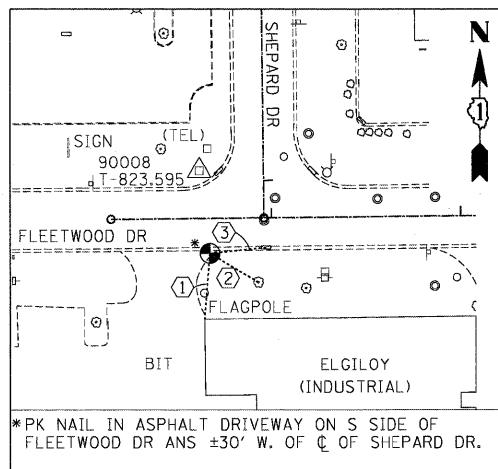 SHEPARD DR
N
1
SIGN
(TEL)
90008
T-823.595
FLEETWOOD DR
*
3
1
2
FLAGPOLE
BIT
ELGILOY
(INDUSTRIAL)
*PK NAIL IN ASPHALT DRIVEWAY ON S SIDE OF
FLEETWOOD DR ANS ±30' W. OF ℄ OF SHEPARD DR.